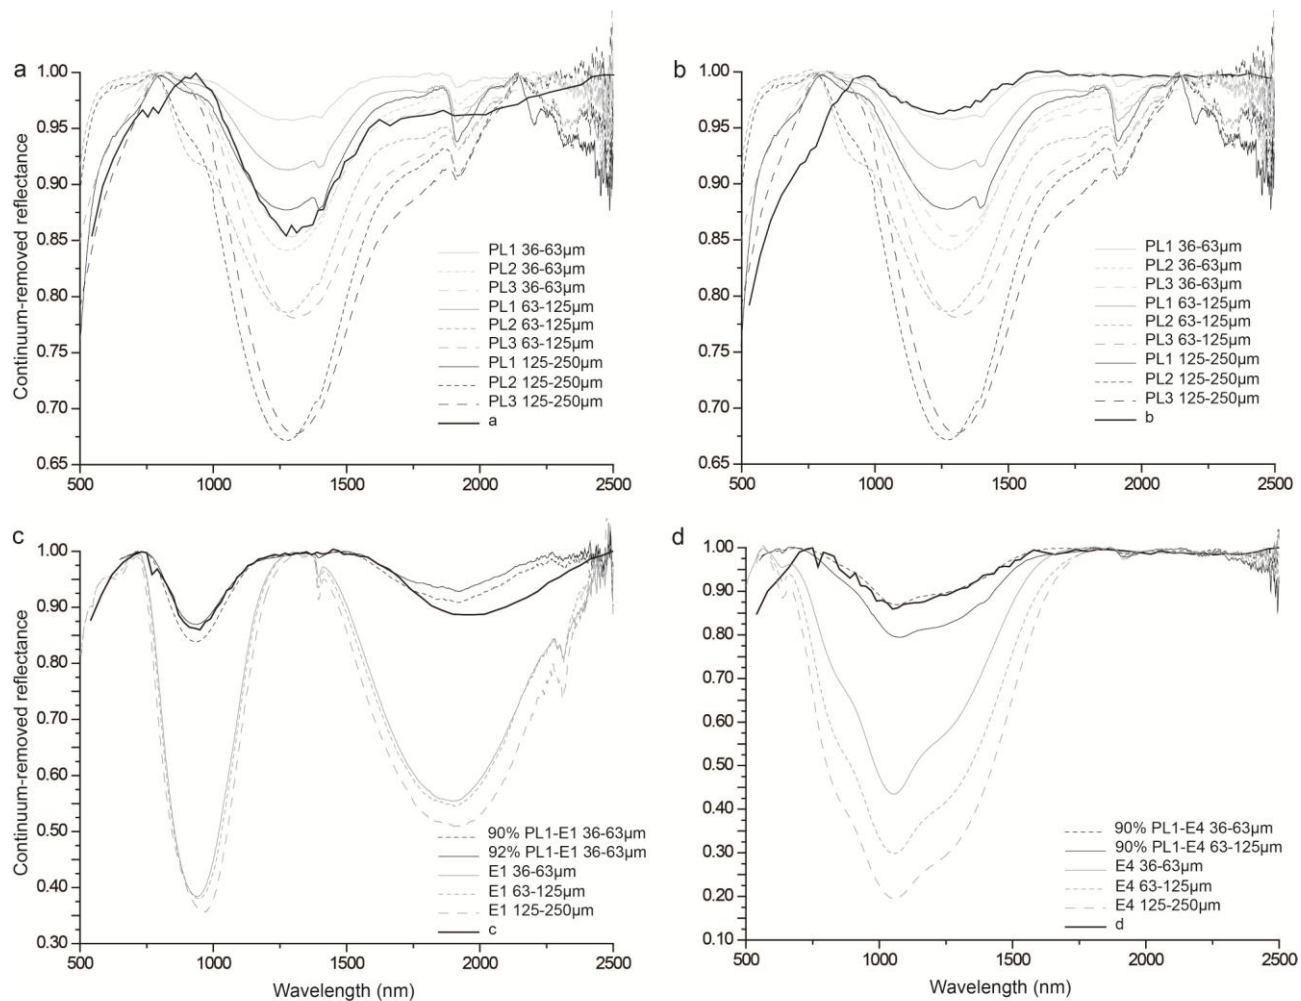 a
Continuum-removed reflectance
1.00
0.95
0.90
0.85
0.80
0.75
0.70
0.65
PL1 36-63µm
PL2 36-63µm
PL3 36-63µm
PL1 63-125µm
PL2 63-125µm
PL3 63-125µm
PL1 125-250µm
PL2 125-250µm
PL3 125-250µm
a
500
1000
1500
2000
2500
b
1.00
0.95
0.90
0.85
0.80
0.75
0.70
0.65
PL1 36-63µm
PL2 36-63µm
PL3 36-63µm
PL1 63-125µm
PL2 63-125µm
PL3 63-125µm
PL1 125-250µm
PL2 125-250µm
PL3 125-250µm
b
500
1000
1500
2000
2500
c
Continuum-removed reflectance
1.00
0.90
0.80
0.70
0.60
0.50
0.40
0.30
90% PL1-E1 36-63µm
92% PL1-E1 36-63µm
E1 36-63µm
E1 63-125µm
E1 125-250µm
c
500
1000
1500
2000
2500
Wavelength (nm)
d
1.00
0.90
0.80
0.70
0.60
0.50
0.40
0.30
0.20
0.10
90% PL1-E4 36-63µm
90% PL1-E4 63-125µm
E4 36-63µm
E4 63-125µm
E4 125-250µm
d
500
1000
1500
2000
2500
Wavelength (nm)